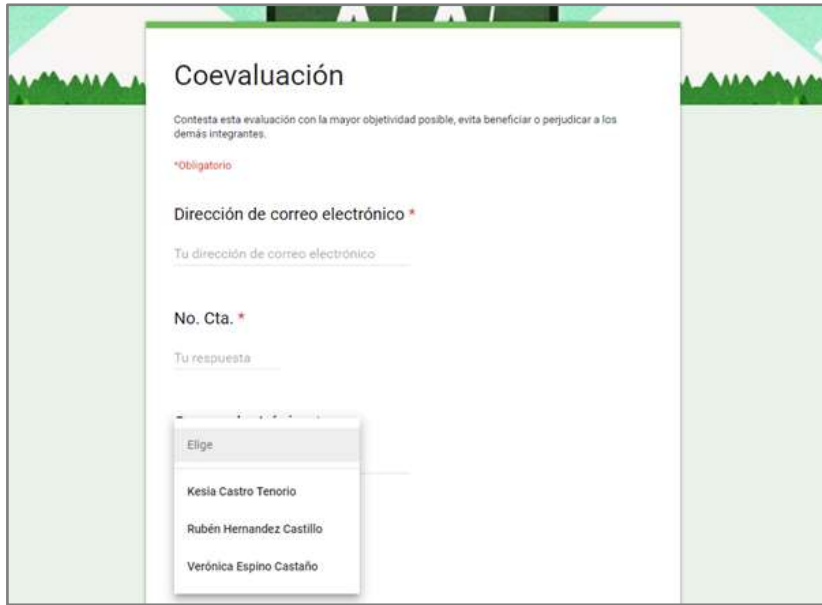 Coevaluación
Contesta esta evaluación con la mayor objetividad posible, evita beneficiar o perjudicar a los
demás integrantes.
*Obligatorio
Dirección de correo electrónico *
Tu dirección de correo electrónico
No. Cta. *
Tu respuesta
Elige
Kesia Castro Tenorio
Rubén Hernandez Castillo
Verónica Espino Castaño